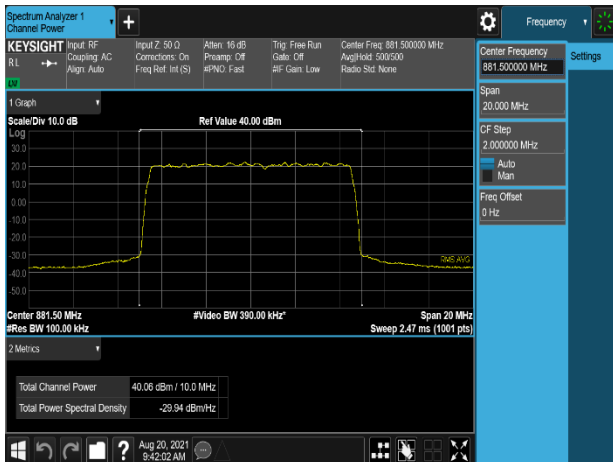 Spectrum Analyzer 1
Channel Power
+
Frequency
KEYSIGHT
RL
Input: RF
Coupling: AC
Align: Auto
Input Z: 50 Ω
Corrections: On
Freq Ref: Int (S)
Atten: 16 dB
Preamp: Off
#PNO: Fast
Trig: Free Run
Gate: Off
#IF Gain: Low
Center Freq: 881.500000 MHz
Avg|Hold: 500/500
Radio Std: None
Center Frequency
881.500000 MHz
Settings
Span
20.000 MHz
CF Step
2.000000 MHz
Auto
Man
Freq Offset
0 Hz
1 Graph
Scale/Div 10.0 dB
Ref Value 40.00 dBm
Log
30.0
20.0
10.0
0.00
-10.0
-20.0
-30.0
-40.0
-50.0
RMS AVG
Center 881.50 MHz
#Video BW 390.00 kHz*
Span 20 MHz
#Res BW 100.00 kHz
Sweep 2.47 ms (1001 pts)
2 Metrics
Total Channel Power 40.06 dBm / 10.0 MHz
Total Power Spectral Density -29.94 dBm/Hz
?
Aug 20, 2021
9:42:02 AM